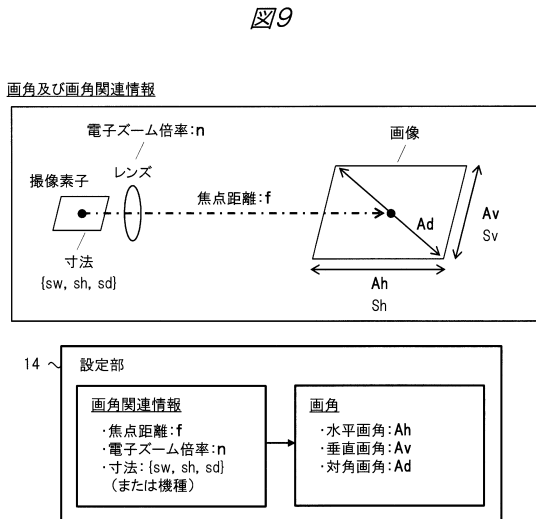 図9
画角及び画角関連情報
電子ズーム倍率:n
画像
レンズ
撮像素子
焦点距離:f
Ad
Av
Sv
寸法
{sw, sh, sd}
Ah
Sh
14
設定部
画角関連情報
・焦点距離:f
・電子ズーム倍率:n
・寸法:{sw, sh, sd}
(または機種)
画角
・水平画角:Ah
・垂直画角:Av
・対角画角:Ad